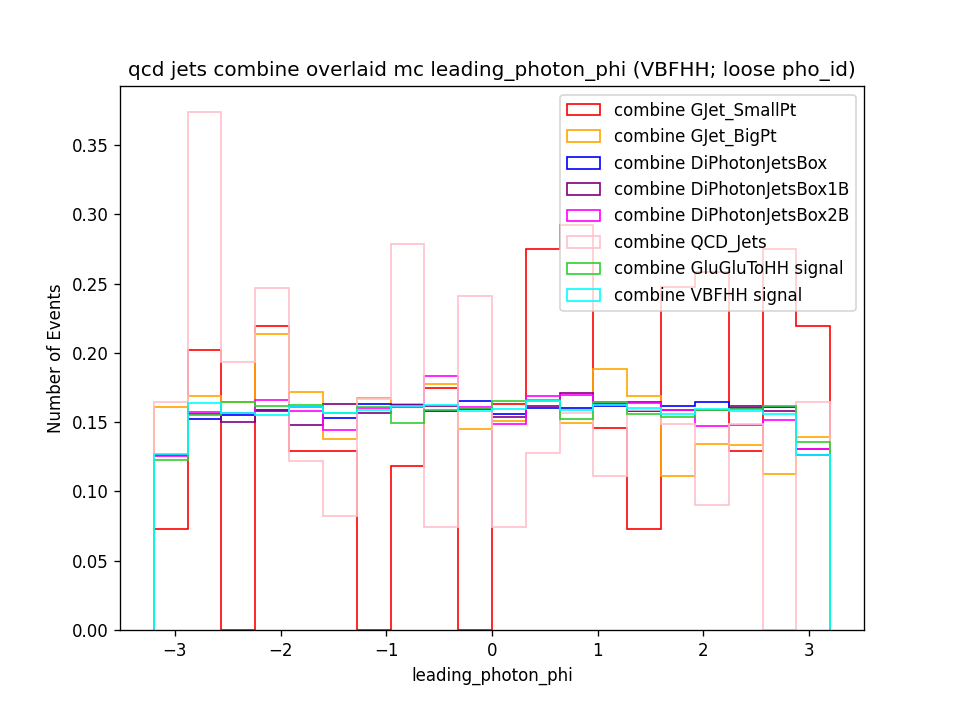 qcd jets combine overlaid mc leading_photon_phi (VBFHH; loose pho_id)
combine GJet_SmallPt
combine GJet_BigPt
combine DiPhotonJetsBox
combine DiPhotonJetsBox1B
combine DiPhotonJetsBox2B
combine QCD_Jets
combine GluGluToHH signal
combine VBFHH signal
Number of Events
0.35
0.30
0.25
0.20
0.15
0.10
0.05
0.00
−3 −2 −1 0 1 2 3
leading_photon_phi